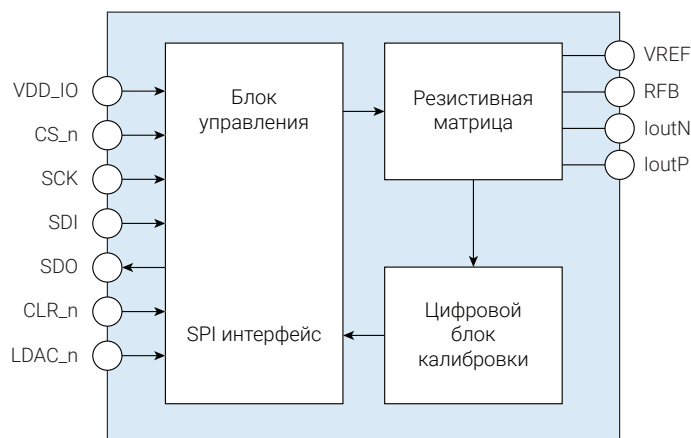 VDD_IO
CS_n
SCK
SDI
SDO
CLR_n
LDAC_n
Блок
управления
SPI интерфейс
Резистивная
матрица
Цифровой
блок
калибровки
VREF
RFB
IoutN
IoutP